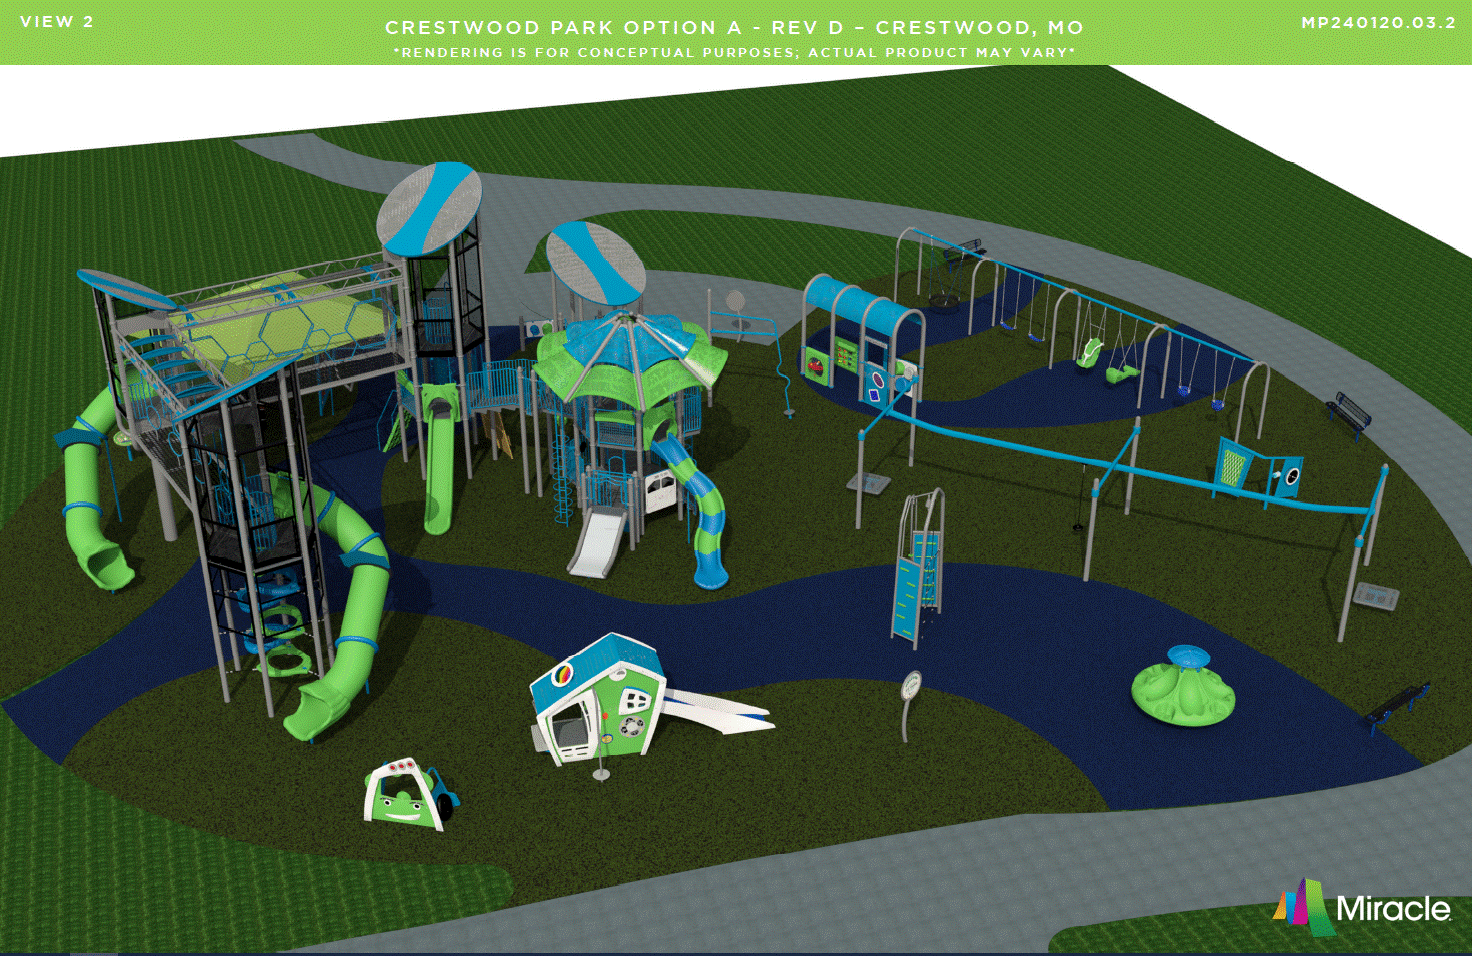 VIEW 2
CRESTWOOD PARK OPTION A - REV D – CRESTWOOD, MO
MP240120.03.2
*RENDERING IS FOR CONCEPTUAL PURPOSES; ACTUAL PRODUCT MAY VARY*
Miracle